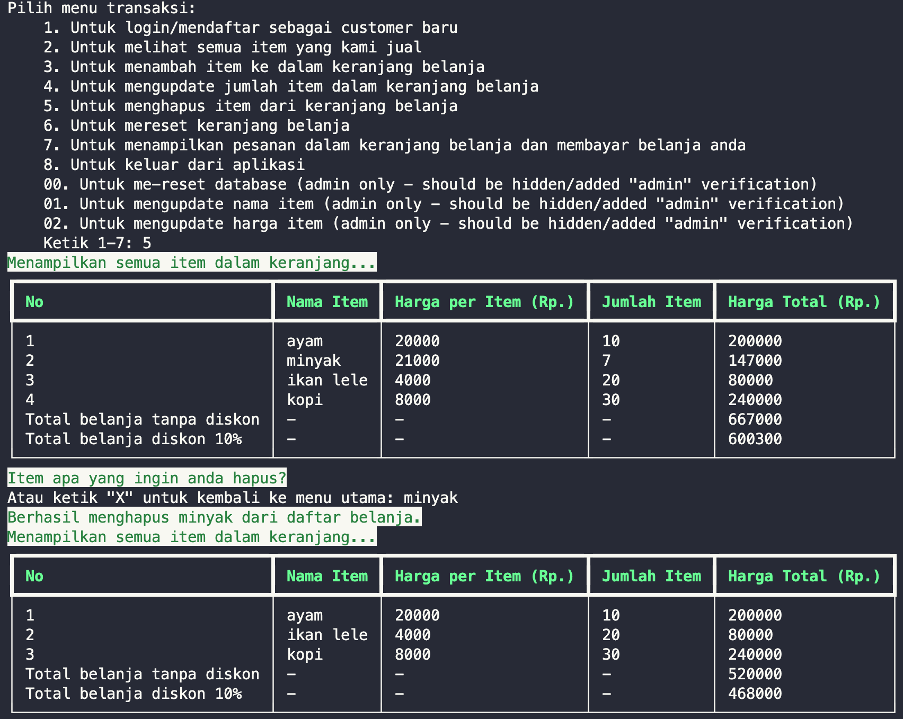 Pilih menu transaksi:
1. Untuk login/mendaftar sebagai customer baru
2. Untuk melihat semua item yang kami jual
3. Untuk menambah item ke dalam keranjang belanja
4. Untuk mengupdate jumlah item dalam keranjang belanja
5. Untuk menghapus item dari keranjang belanja
6. Untuk mereset keranjang belanja
7. Untuk menampilkan pesanan dalam keranjang belanja dan membayar belanja anda
8. Untuk keluar dari aplikasi
00. Untuk me-reset database (admin only – should be hidden/added "admin" verification)
01. Untuk mengupdate nama item (admin only – should be hidden/added "admin" verification)
02. Untuk mengupdate harga item (admin only – should be hidden/added "admin" verification)
Ketik 1–7: 5
Menampilkan semua item dalam keranjang...
No Nama Item Harga per Item (Rp.) Jumlah Item Harga Total (Rp.)
1 ayam 20000 10 200000
2 minyak 21000 7 147000
3 ikan lele 4000 20 80000
4 kopi 8000 30 240000
Total belanja tanpa diskon – – – 667000
Total belanja diskon 10% – – – 600300
Item apa yang ingin anda hapus?
Atau ketik "X" untuk kembali ke menu utama: minyak
Berhasil menghapus minyak dari daftar belanja.
Menampilkan semua item dalam keranjang...
No Nama Item Harga per Item (Rp.) Jumlah Item Harga Total (Rp.)
1 ayam 20000 10 200000
2 ikan lele 4000 20 80000
3 kopi 8000 30 240000
Total belanja tanpa diskon – – – 520000
Total belanja diskon 10% – – – 468000